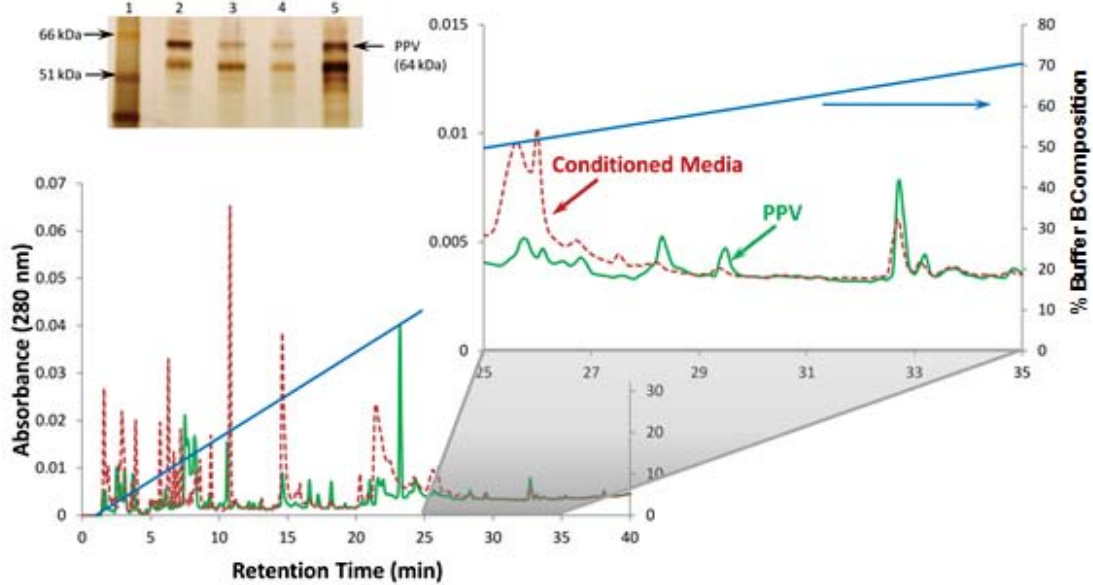 1 2 3 4 5
66 kDa
51 kDa
PPV
(64 kDa)
0.015
0.01
0.005
0
80
70
60
50
40
30
20
10
0
% Buffer B Composition
Conditioned Media
PPV
25 27 29 31 33 35
0.07
0.06
0.05
0.04
0.03
0.02
0.01
0
Absorbance (280 nm)
30
20
10
0
0 5 10 15 20 25 30 35 40
Retention Time (min)